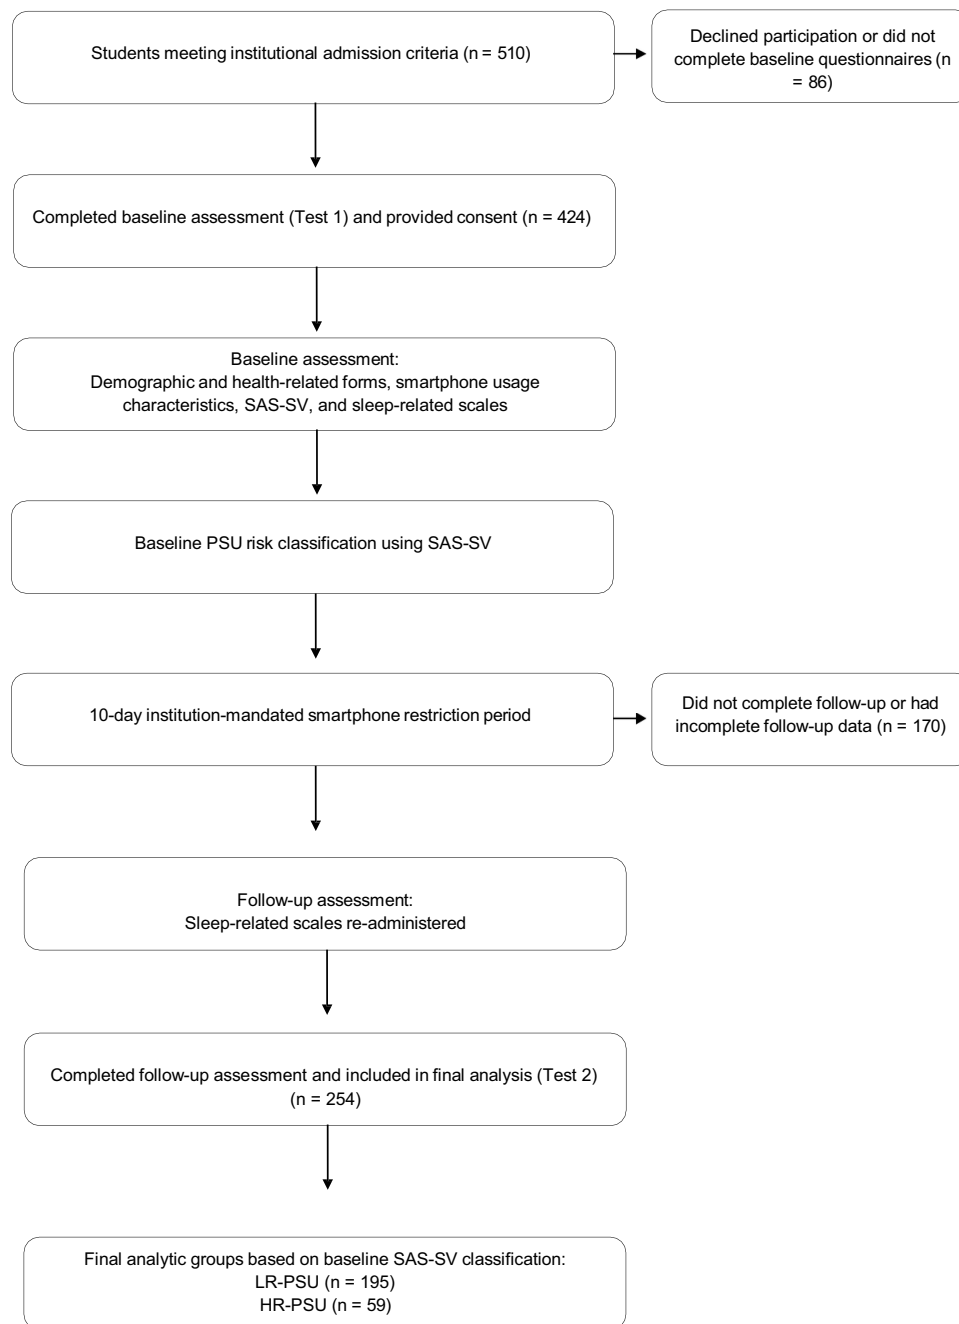 Students meeting institutional admission criteria (n = 510)
Declined participation or did not
complete baseline questionnaires (n
= 86)
Completed baseline assessment (Test 1) and provided consent (n = 424)
Baseline assessment:
Demographic and health-related forms, smartphone usage
characteristics, SAS-SV, and sleep-related scales
Baseline PSU risk classification using SAS-SV
10-day institution-mandated smartphone restriction period
Did not complete follow-up or had
incomplete follow-up data (n = 170)
Follow-up assessment:
Sleep-related scales re-administered
Completed follow-up assessment and included in final analysis (Test 2)
(n = 254)
Final analytic groups based on baseline SAS-SV classification:
LR-PSU (n = 195)
HR-PSU (n = 59)